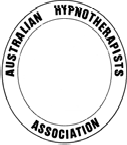 AUSTRALIAN HYPNOTHERAPISTS
ASSOCIATION